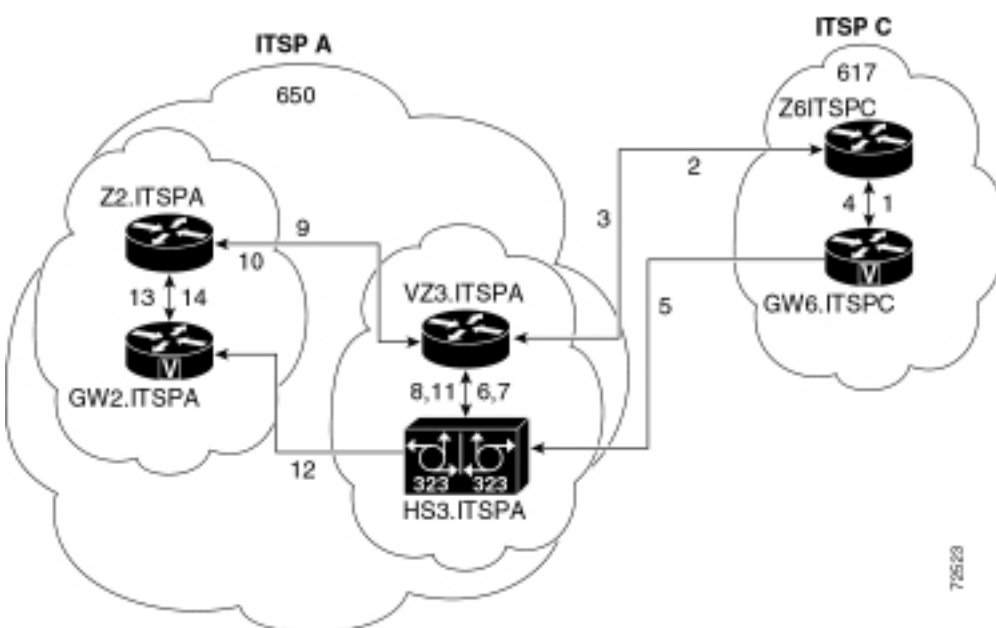 ITSP A
ITSP C
650
617
Z6ITSPC
2
3
4 1
Z2.ITSPA
9
10
VZ3.ITSPA
GW6.ITSPC
V
5
13 14
V
GW2.ITSPA
8,11 6,7
12
323 323
HS3.ITSPA
72523